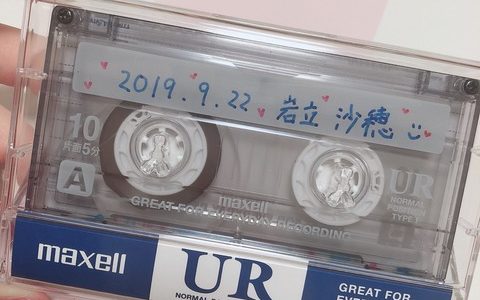 2019.9.22 岩立 沙穂
10
片面5分
A
maxell
GREAT FOR EVERYDAY RECORDING
UR
NORMAL
POSITION
TYPE I
maxell
UR
GREAT FOR